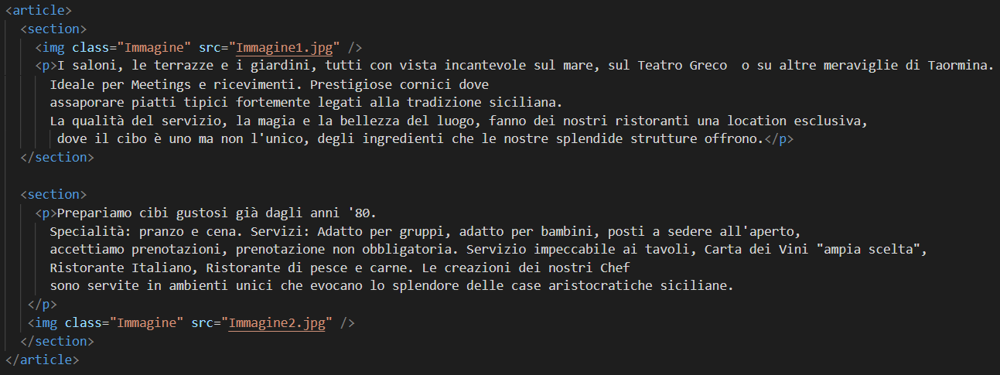 <article>
<section>
<img class="Immagine" src="Immagine1.jpg" />
<p>I saloni, le terrazze e i giardini, tutti con vista incantevole sul mare, sul Teatro Greco  o su altre meraviglie di Taormina.
Ideale per Meetings e ricevimenti. Prestigiose cornici dove
assaporare piatti tipici fortemente legati alla tradizione siciliana.
La qualità del servizio, la magia e la bellezza del luogo, fanno dei nostri ristoranti una location esclusiva,
dove il cibo è uno ma non l'unico, degli ingredienti che le nostre splendide strutture offrono.</p>
</section>
<section>
<p>Prepariamo cibi gustosi già dagli anni '80.
Specialità: pranzo e cena. Servizi: Adatto per gruppi, adatto per bambini, posti a sedere all'aperto,
accettiamo prenotazioni, prenotazione non obbligatoria. Servizio impeccabile ai tavoli, Carta dei Vini "ampia scelta",
Ristorante Italiano, Ristorante di pesce e carne. Le creazioni dei nostri Chef
sono servite in ambienti unici che evocano lo splendore delle case aristocratiche siciliane.
</p>
<img class="Immagine" src="Immagine2.jpg" />
</section>
</article>